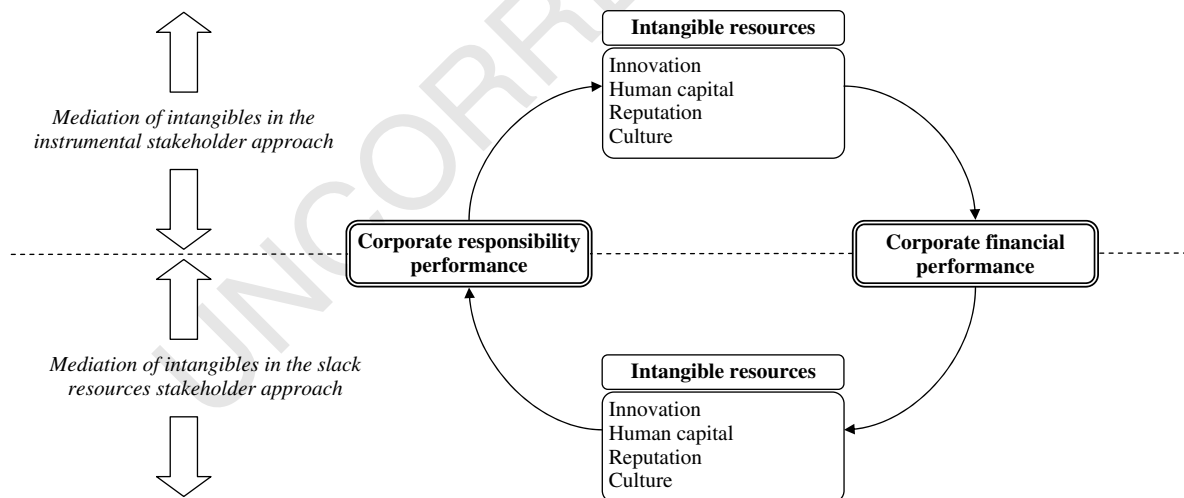 Intangible resources
Innovation
Human capital
Reputation
Culture
Mediation of intangibles in the
instrumental stakeholder approach
Corporate responsibility
performance
Corporate financial
performance
Mediation of intangibles in the slack
resources stakeholder approach
Intangible resources
Innovation
Human capital
Reputation
Culture
UNCORRE